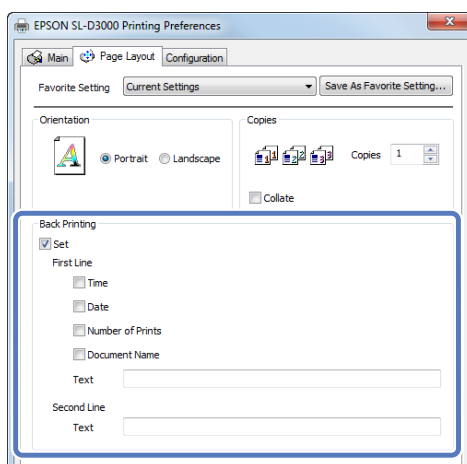 EPSON SL-D3000 Printing Preferences
Main Page Layout Configuration
Favorite Setting Current Settings Save As Favorite Setting...
Orientation Copies
Portrait Landscape Copies 1
Collate
Back Printing
Set
First Line
Time
Date
Number of Prints
Document Name
Text
Second Line
Text